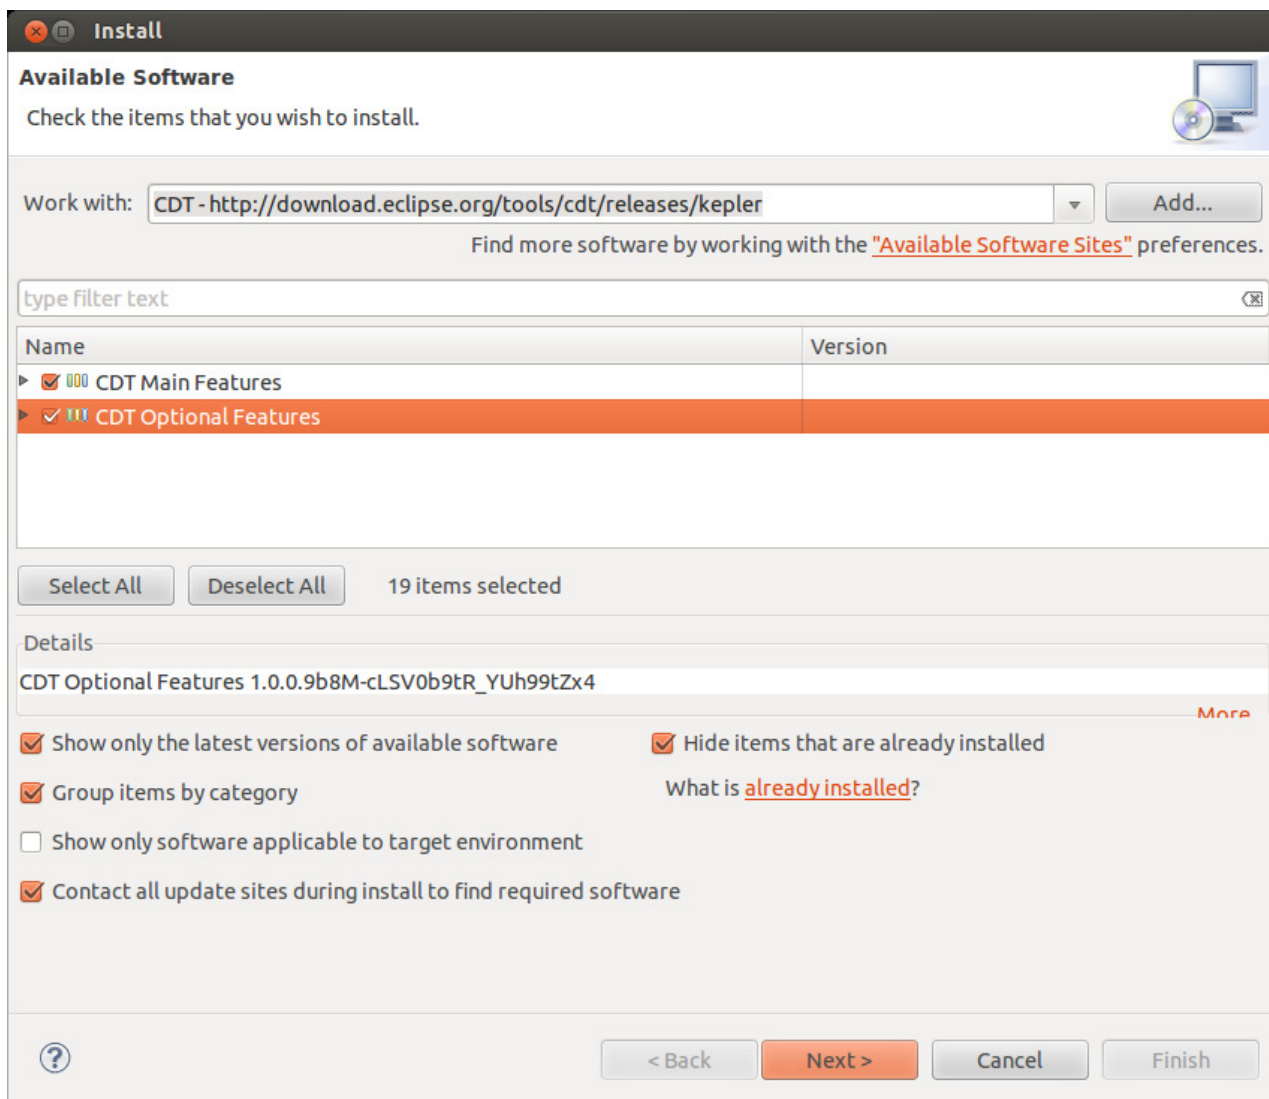 Install
Available Software
Check the items that you wish to install.
Work with: CDT - http://download.eclipse.org/tools/cdt/releases/kepler Add...
Find more software by working with the "Available Software Sites" preferences.
type filter text
Name Version
CDT Main Features
CDT Optional Features
Select All Deselect All 19 items selected
Details
CDT Optional Features 1.0.0.9b8M-cLSV0b9tR_YUh99tZx4
More
Show only the latest versions of available software Hide items that are already installed
Group items by category What is already installed?
Show only software applicable to target environment
Contact all update sites during install to find required software
? < Back Next > Cancel Finish